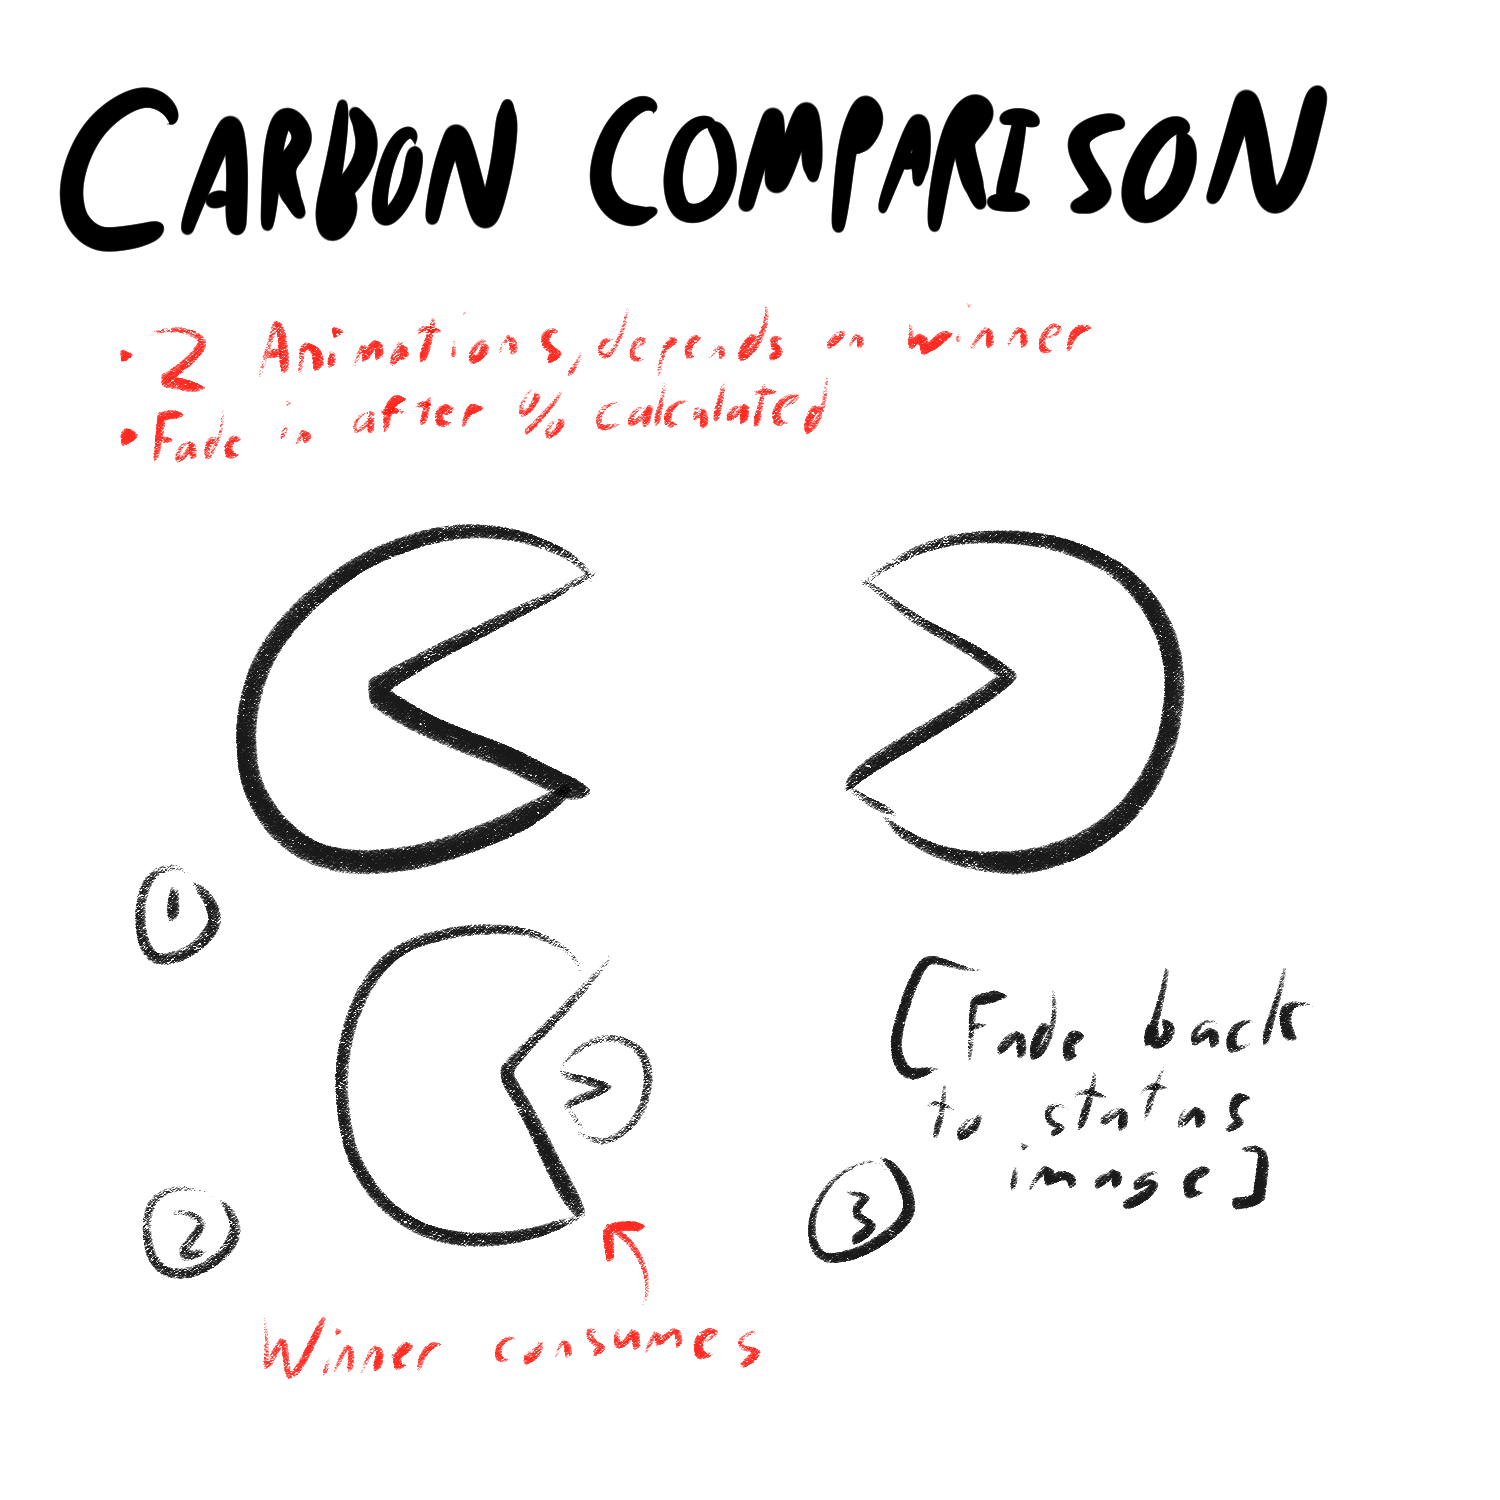 CARBON COMPARISON
• 2 Animations, depends on winner
• Fade in after % calculated
1
2
Winner consumes
[Fade back
to status
image]
3